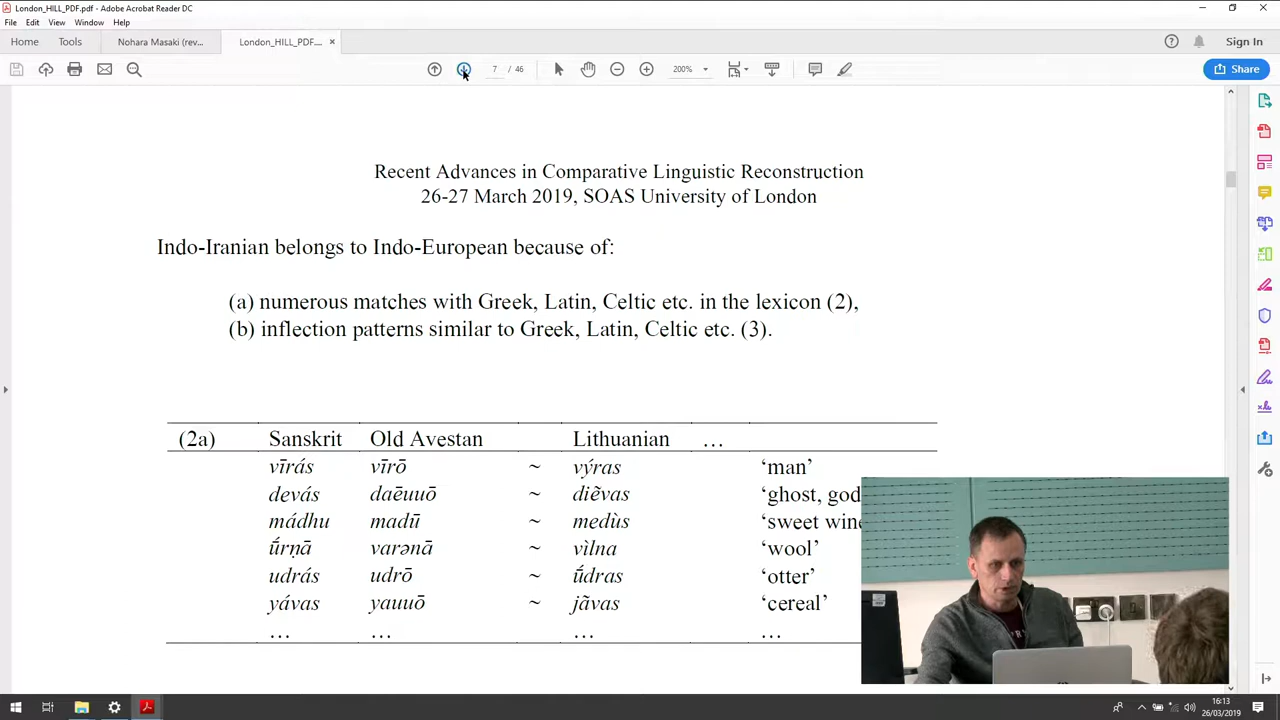 London_HILL_PDF.pdf - Adobe Acrobat Reader DC
File Edit View Window Help
Home Tools Nohara Masaki (rev... London_HILL_PDF.... × Sign In
7 / 46 200% Share
Recent Advances in Comparative Linguistic Reconstruction
26-27 March 2019, SOAS University of London
Indo-Iranian belongs to Indo-European because of:
(a) numerous matches with Greek, Latin, Celtic etc. in the lexicon (2),
(b) inflection patterns similar to Greek, Latin, Celtic etc. (3).
(2a) Sanskrit Old Avestan Lithuanian …
vīrás vīrō ~ výras ‘man’
devás daēuuō ~ diẽvas ‘ghost, god
mádhu madū ~ medùs ‘sweet wine
ū́rṇā varənā ~ vìlna ‘wool’
udrás udrō ~ ū́dras ‘otter’
yávas yauuō ~ jãvas ‘cereal’
… … … …
16:13
26/03/2019